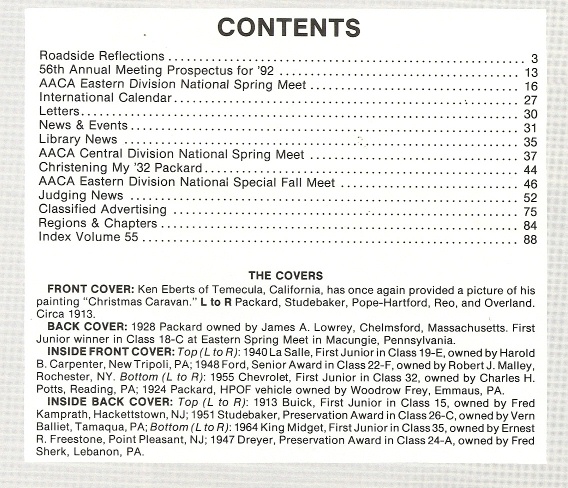 CONTENTS
Roadside Reflections . . . . . . . . . . . . . . . . . . . . . . . . . . . . . . . . . . . . . . . . . . . . . . 3
56th Annual Meeting Prospectus for '92 . . . . . . . . . . . . . . . . . . . . . . . . . . . . . . 13
AACA Eastern Division National Spring Meet . . . . . . . . . . . . . . . . . . . . . . . . . 16
International Calendar . . . . . . . . . . . . . . . . . . . . . . . . . . . . . . . . . . . . . . . . . . . . 27
Letters . . . . . . . . . . . . . . . . . . . . . . . . . . . . . . . . . . . . . . . . . . . . . . . . . . . . . . . . 30
News & Events . . . . . . . . . . . . . . . . . . . . . . . . . . . . . . . . . . . . . . . . . . . . . . . . . 31
Library News . . . . . . . . . . . . . . . . . . . . . . . . . . . . . . . . . . . . . . . . . . . . . . . . . . 35
AACA Central Division National Spring Meet . . . . . . . . . . . . . . . . . . . . . . . . . 37
Christening My '32 Packard . . . . . . . . . . . . . . . . . . . . . . . . . . . . . . . . . . . . . . . 44
AACA Eastern Division National Special Fall Meet . . . . . . . . . . . . . . . . . . . . 46
Judging News . . . . . . . . . . . . . . . . . . . . . . . . . . . . . . . . . . . . . . . . . . . . . . . . . . 52
Classified Advertising . . . . . . . . . . . . . . . . . . . . . . . . . . . . . . . . . . . . . . . . . . . . 75
Regions & Chapters . . . . . . . . . . . . . . . . . . . . . . . . . . . . . . . . . . . . . . . . . . . . . 84
Index Volume 55 . . . . . . . . . . . . . . . . . . . . . . . . . . . . . . . . . . . . . . . . . . . . . . . . 88
THE COVERS
FRONT COVER: Ken Eberts of Temecula, California, has once again provided a picture of his
painting "Christmas Caravan." L to R Packard, Studebaker, Pope-Hartford, Reo, and Overland.
Circa 1913.
BACK COVER: 1928 Packard owned by James A. Lowrey, Chelmsford, Massachusetts. First
Junior winner in Class 18-C at Eastern Spring Meet in Macungie, Pennsylvania.
INSIDE FRONT COVER: Top (L to R): 1940 La Salle, First Junior in Class 19-E, owned by Harold
B. Carpenter, New Tripoli, PA; 1948 Ford, Senior Award in Class 22-F, owned by Robert J. Malley,
Rochester, NY. Bottom (L to R): 1955 Chevrolet, First Junior in Class 32, owned by Charles H.
Potts, Reading, PA; 1924 Packard, HPOF vehicle owned by Woodrow Frey, Emmaus, PA.
INSIDE BACK COVER: Top (L to R): 1913 Buick, First Junior in Class 15, owned by Fred
Kamprath, Hackettstown, NJ; 1951 Studebaker, Preservation Award in Class 26-C, owned by Vern
Balliet, Tamaqua, PA; Bottom (L to R): 1964 King Midget, First Junior in Class 35, owned by Ernest
R. Freestone, Point Pleasant, NJ; 1947 Dreyer, Preservation Award in Class 24-A, owned by Fred
Sherk, Lebanon, PA.